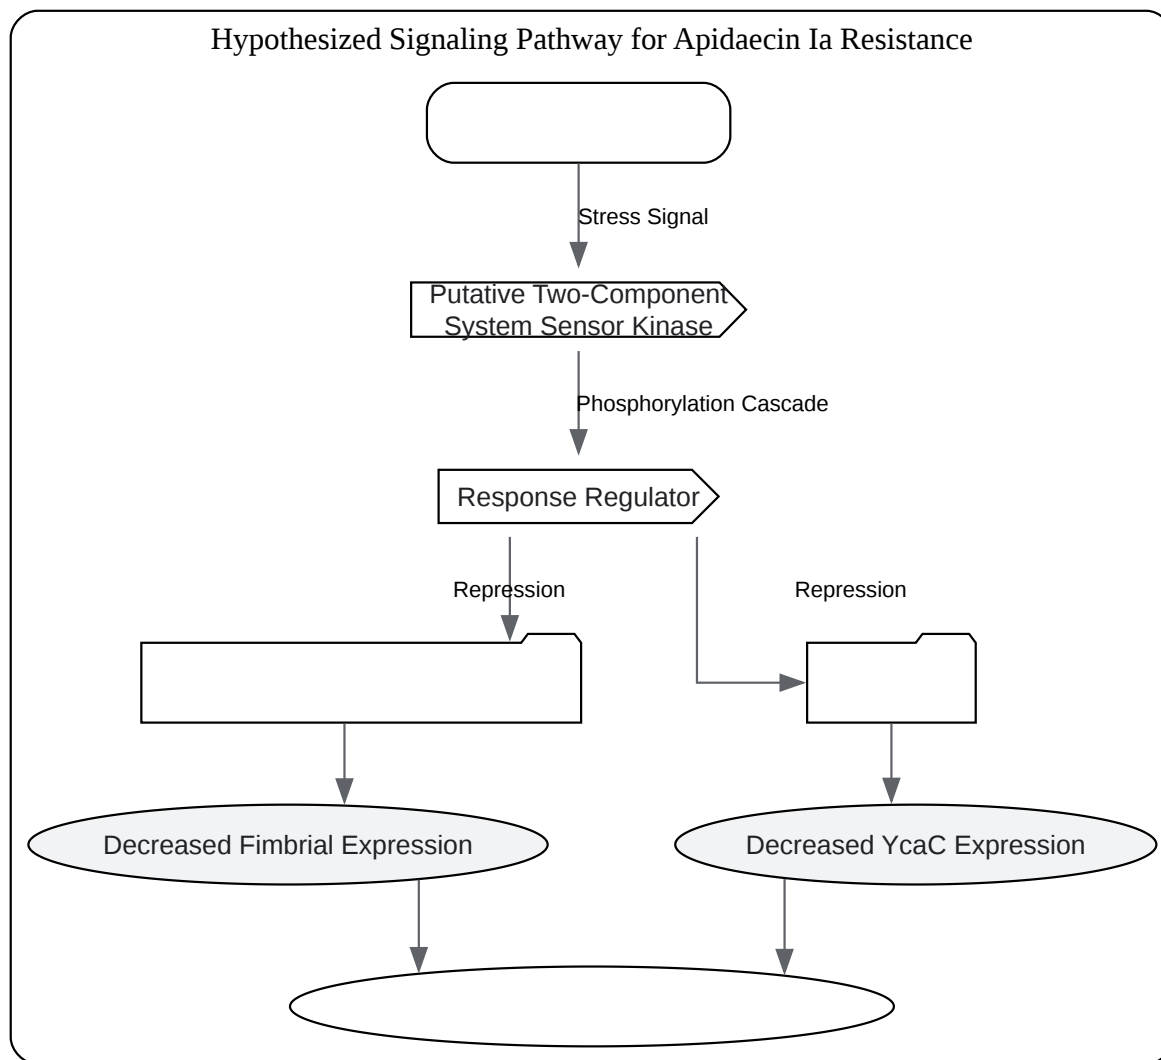 Hypothesized Signaling Pathway for Apidaecin Ia Resistance
Stress Signal
Putative Two-Component
System Sensor Kinase
Phosphorylation Cascade
Response Regulator
Repression
Repression
Decreased Fimbrial Expression
Decreased YcaC Expression